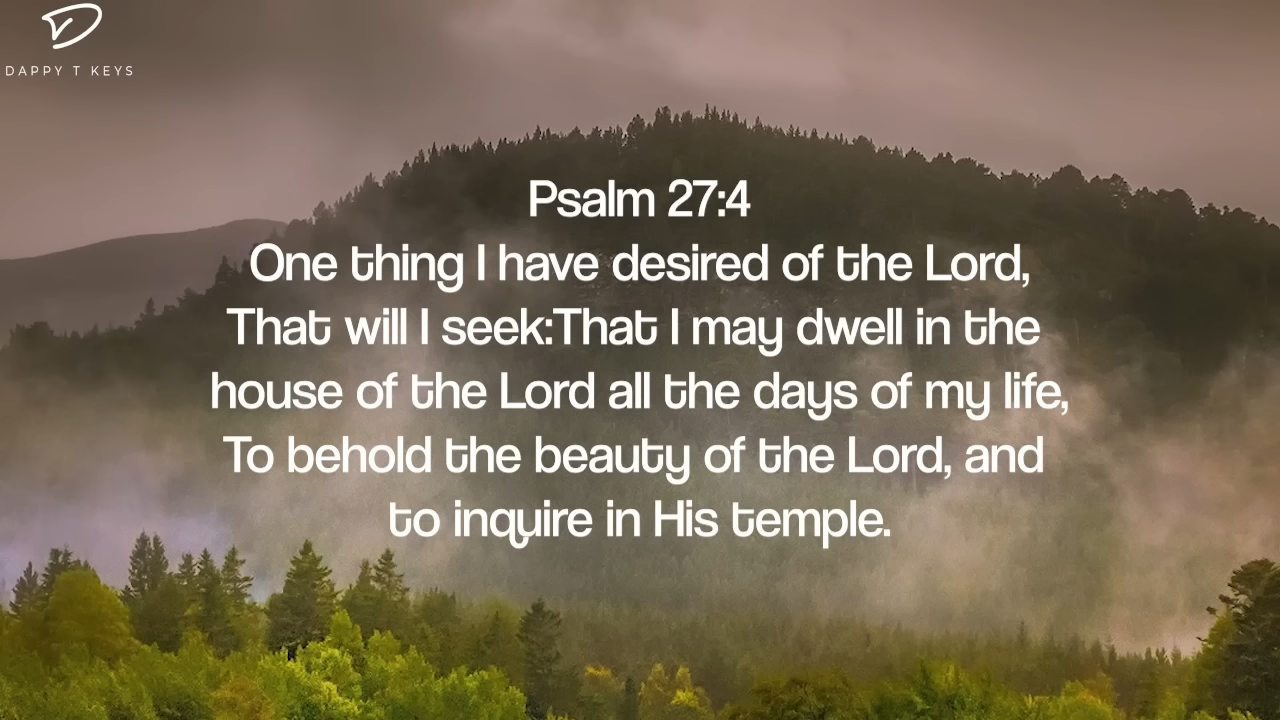 DAPPY T KEYS
Psalm 27:4
One thing I have desired of the Lord,
That will I seek:That I may dwell in the
house of the Lord all the days of my life,
To behold the beauty of the Lord, and
to inquire in His temple.